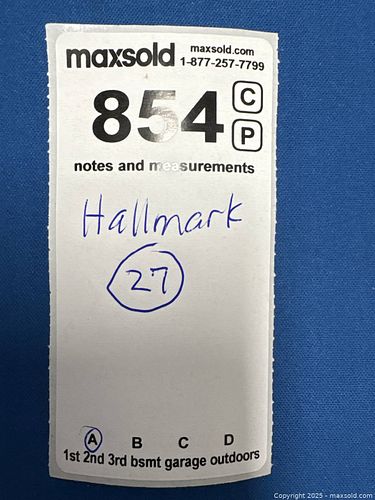 maxsold maxsold.com
1-877-257-7799
854 C
P
notes and measurements
Hallmark
27
A B C D
1st 2nd 3rd bsmt garage outdoors
Copyright © 2025 - maxsold.com